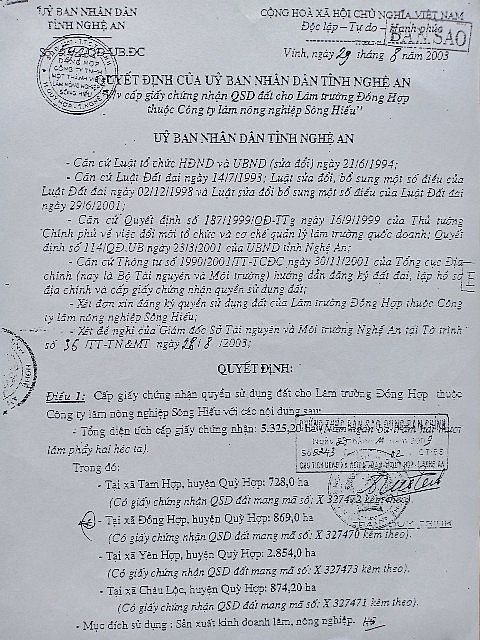 UỶ BAN NHÂN DÂN
TỈNH NGHỆ AN
CỘNG HOÀ XÃ HỘI CHỦ NGHĨA VIỆT NAM
Độc lập - Tự do - Hạnh phúc
BẢN SAO
QĐ.UB.ĐC
Vinh, ngày 29 tháng 8 năm 2003
QUYẾT ĐỊNH CỦA UỶ BAN NHÂN DÂN TỈNH NGHỆ AN
"V/v cấp giấy chứng nhận QSD đất cho Lâm trường Đồng Hợp
thuộc Công ty lâm nông nghiệp Sông Hiếu"
UỶ BAN NHÂN DÂN TỈNH NGHỆ AN
- Căn cứ Luật tổ chức HĐND và UBND (sửa đổi) ngày 21/6/1994;
- Căn cứ Luật Đất đai ngày 14/7/1993; Luật sửa đổi, bổ sung một số điều của
Luật Đất đai ngày 02/12/1998 và Luật sửa đổi bổ sung một số điều của Luật Đất đai
ngày 29/6/2001;
- Căn cứ Quyết định số 187/1999/QĐ-TTg ngày 16/9/1999 của Thủ tướng
Chính phủ về việc đổi mới tổ chức và cơ chế quản lý lâm trường quốc doanh; Quyết
định số 114/QĐ.UB ngày 23/3/2001 của UBND tỉnh Nghệ An;
- Căn cứ Thông tư số 1990/2001/TT-TCĐC ngày 30/11/2001 của Tổng cục Địa
chính (nay là Bộ Tài nguyên và Môi trường) hướng dẫn đăng ký đất đai, lập hồ sơ
địa chính và cấp giấy chứng nhận quyền sử dụng đất;
- Xét đơn xin đăng ký quyền sử dụng đất của Lâm trường Đồng Hợp thuộc Công
ty lâm nông nghiệp Sông Hiếu;
- Xét đề nghị của Giám đốc Sở Tài nguyên và Môi trường Nghệ An tại Tờ trình
số 36 /TT-TN&MT ngày 28 / 8 /2003;
QUYẾT ĐỊNH:
Điều 1: Cấp giấy chứng nhận quyền sử dụng đất cho Lâm trường Đồng Hợp thuộc
Công ty lâm nông nghiệp Sông Hiếu với các nội dung sau:
- Tổng diện tích cấp giấy chứng nhận: 5.325,20
lăm phẩy hai héc ta).
Trong đó:
- Tại xã Tam Hợp, huyện Quỳ Hợp: 728,0 ha
(Có giấy chứng nhận QSD đất mang mã số: X 327472 kèm theo).
- Tại xã Đồng Hợp, huyện Quỳ Hợp: 869,0 ha
(Có giấy chứng nhận QSD đất mang mã số: X 327470 kèm theo).
- Tại xã Yên Hợp, huyện Quỳ Hợp: 2.854,0 ha
(Có giấy chứng nhận QSD đất mang mã số: X 327473 kèm theo).
- Tại xã Châu Lộc, huyện Quỳ Hợp: 874,20 ha
(Có giấy chứng nhận QSD đất mang mã số: X 327471 kèm theo).
- Mục đích sử dụng : Sản xuất kinh doanh lâm, nông nghiệp.